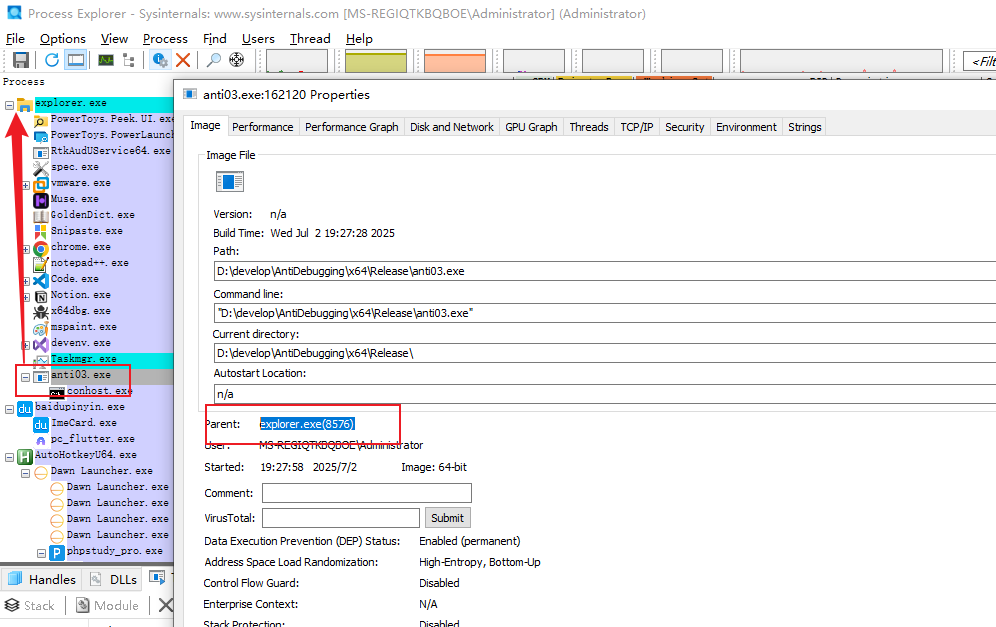 Process Explorer - Sysinternals: www.sysinternals.com [MS-REGIQTKBQBOE\Administrator] (Administrator)
File Options View Process Find Users Thread Help
<Filt
Process
explorer.exe
PowerToys.Peek.UI.exe
PowerToys.PowerLaunch
RtkAudUService64.exe
spec.exe
vmware.exe
Muse.exe
GoldenDict.exe
Snipaste.exe
chrome.exe
notepad++.exe
Code.exe
Notion.exe
x64dbg.exe
mspaint.exe
devenv.exe
Taskmgr.exe
anti03.exe
conhost.exe
baidupinyin.exe
ImeCard.exe
pc_flutter.exe
AutoHotkeyU64.exe
Dawn Launcher.exe
Dawn Launcher.exe
Dawn Launcher.exe
Dawn Launcher.exe
Dawn Launcher.exe
phpstudy_pro.exe
Handles DLLs
Stack Module
anti03.exe:162120 Properties
Image Performance Performance Graph Disk and Network GPU Graph Threads TCP/IP Security Environment Strings
Image File
Version: n/a
Build Time: Wed Jul 2 19:27:28 2025
Path:
D:\develop\AntiDebugging\x64\Release\anti03.exe
Command line:
"D:\develop\AntiDebugging\x64\Release\anti03.exe"
Current directory:
D:\develop\AntiDebugging\x64\Release\
Autostart Location:
n/a
Parent: explorer.exe(8576)
User: MS-REGIQTKBQBOE\Administrator
Started: 19:27:58 2025/7/2 Image: 64-bit
Comment:
VirusTotal: Submit
Data Execution Prevention (DEP) Status: Enabled (permanent)
Address Space Load Randomization: High-Entropy, Bottom-Up
Control Flow Guard: Disabled
Enterprise Context: N/A
Stack Protection: Disabled